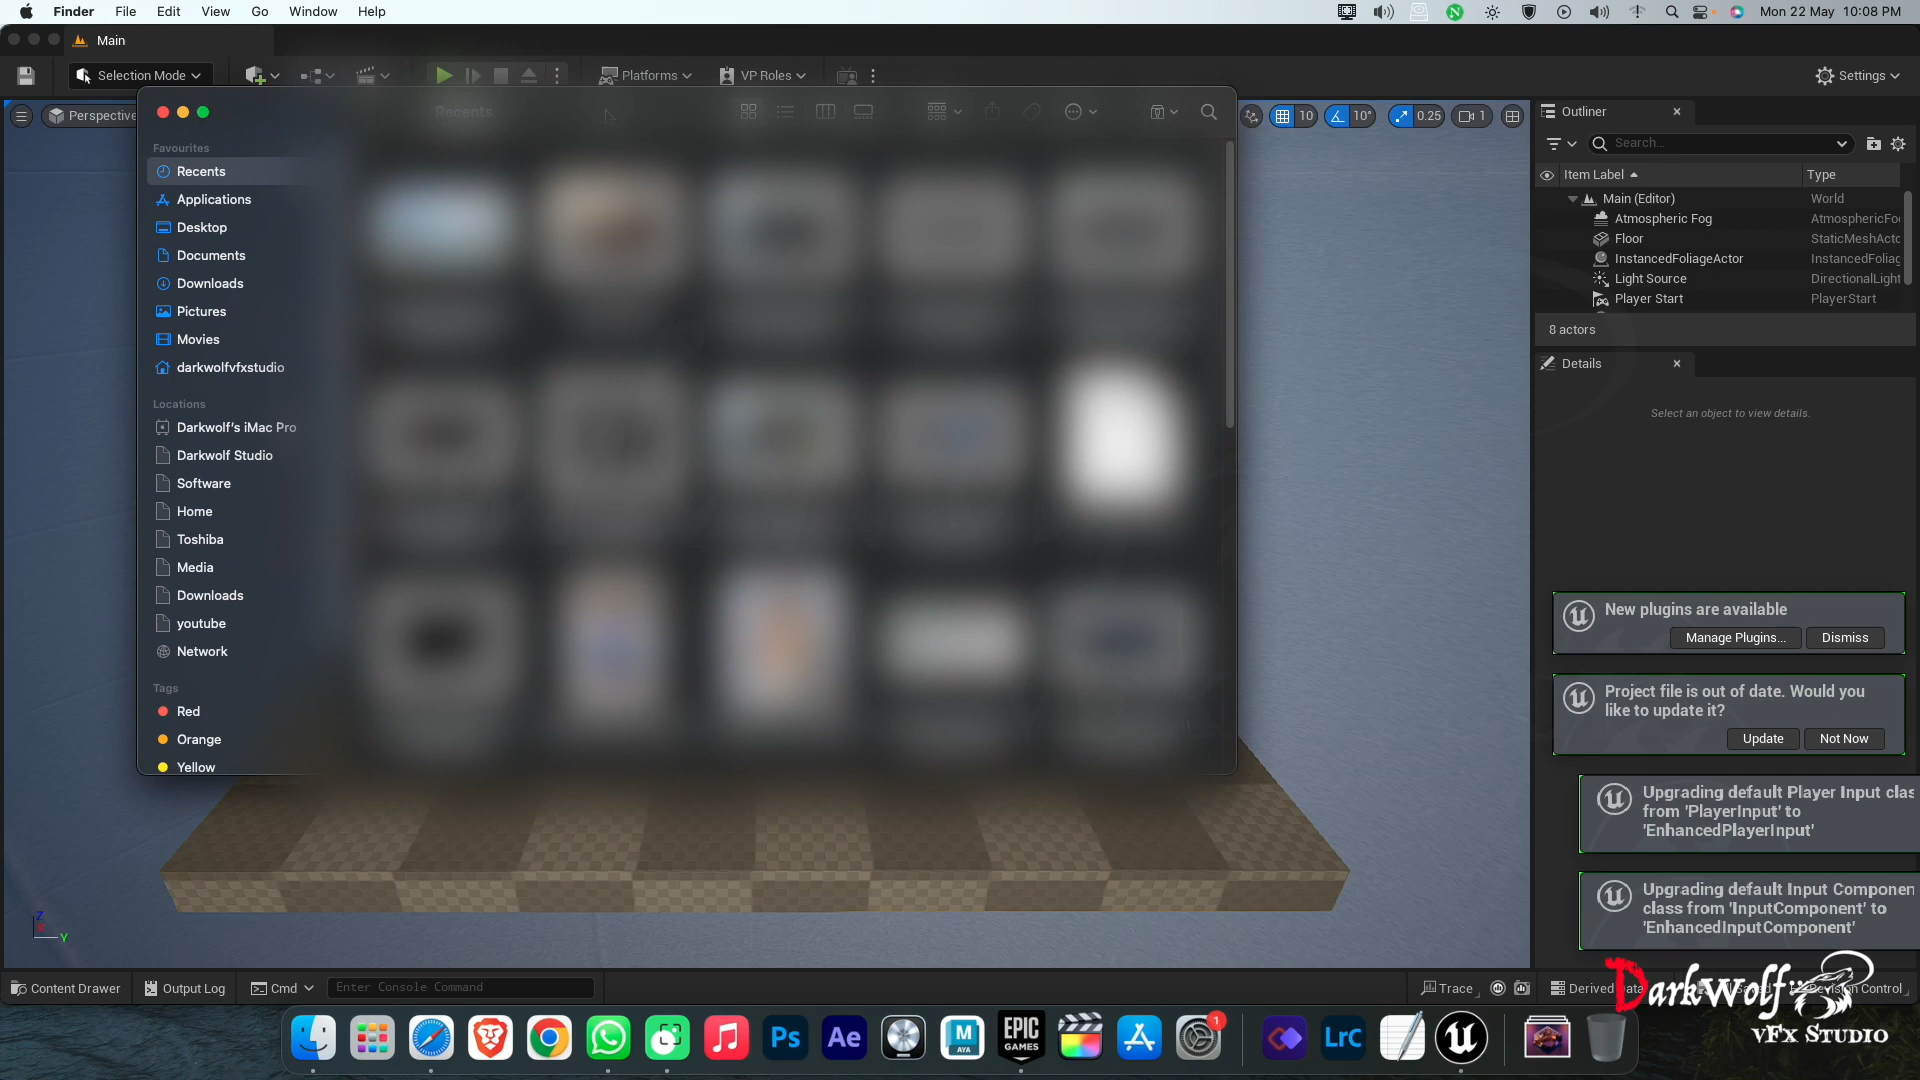 Finder File Edit View Go Window Help
Mon 22 May 10:08 PM
Main
Selection Mode
Platforms
VP Roles
Settings
Perspective
Recents
10
10°
0.25
1
Favourites
Recents
Applications
Desktop
Documents
Downloads
Pictures
Movies
darkwolfvfxstudio
Locations
Darkwolf's iMac Pro
Darkwolf Studio
Software
Home
Toshiba
Media
Downloads
youtube
Network
Tags
Red
Orange
Yellow
Outliner
Search...
Item Label Type
Main (Editor) World
Atmospheric Fog AtmosphericFo
Floor StaticMeshActo
InstancedFoliageActor InstancedFoliag
Light Source DirectionalLight
Player Start PlayerStart
8 actors
Details
Select an object to view details.
New plugins are available
Manage Plugins... Dismiss
Project file is out of date. Would you
like to update it?
Update Not Now
Upgrading default Player Input clas
from 'PlayerInput' to
'EnhancedPlayerInput'
Upgrading default Input Componen
class from 'InputComponent' to
'EnhancedInputComponent'
Z
Y
Content Drawer Output Log Cmd Enter Console Command
Trace Derived Data Control
DarkWolf
vFx Studio
Ps Ae M MAYA EPIC GAMES 1 LrC